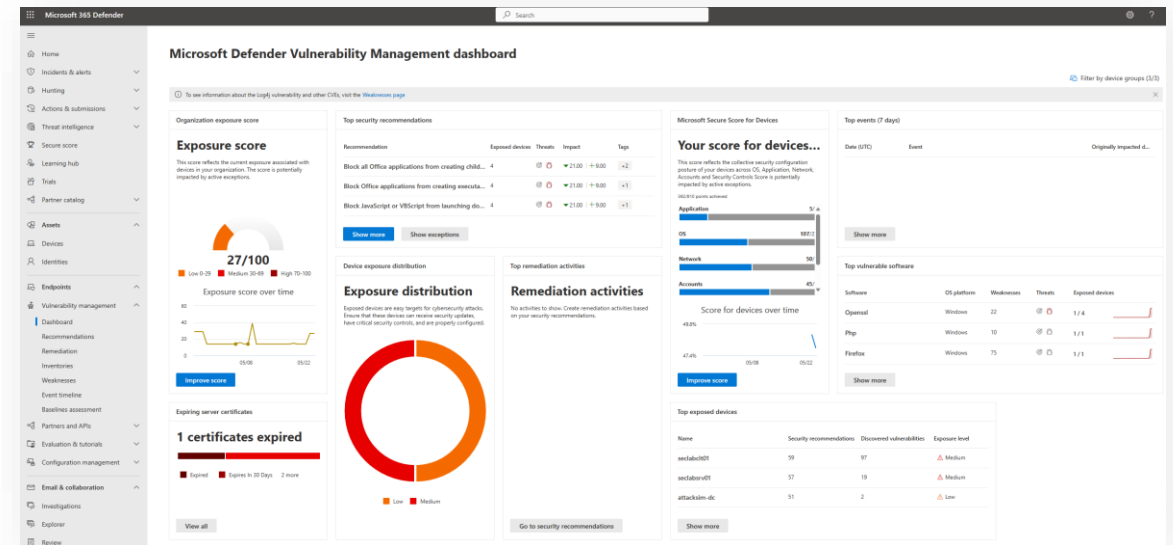 Microsoft 365 Defender
Search
Home
Incidents & alerts
Hunting
Actions & submissions
Threat intelligence
Secure score
Learning hub
Trials
Partner catalog
Assets
Devices
Identities
Endpoints
Vulnerability management
Dashboard
Recommendations
Remediation
Inventories
Weaknesses
Event timeline
Baselines assessment
Partners and APIs
Evaluation & tutorials
Configuration management
Email & collaboration
Investigations
Explorer
Review
Microsoft Defender Vulnerability Management dashboard
Filter by device groups (3/3)
To see information about the Log4j vulnerability and other CVEs, visit the Weaknesses page
Organization exposure score
Exposure score
This score reflects the current exposure associated with
devices in your organization. The score is potentially
impacted by active exceptions.
27/100
Low 0-29 Medium 30-69 High 70-100
Exposure score over time
40
20
0
05/08 05/22
Improve score
Top security recommendations
Recommendation Exposed devices Threats Impact Tags
Block all Office applications from creating child... 4 21.00 + 9.00 +2
Block Office applications from creating executa... 4 21.00 + 9.00 +1
Block JavaScript or VBScript from launching do... 4 21.00 + 9.00 +1
Show more Show exceptions
Microsoft Secure Score for Devices
Your score for devices...
This score reflects the collective security configuration
posture of your devices across OS, Application, Network,
Accounts and Security Controls Score is potentially
impacted by active exceptions.
points achieved
Application 5/
OS 107/2
Network 50/
Accounts 45/
Score for devices over time
49.8%
47.4%
05/08 05/22
Improve score
Top events (7 days)
Date (UTC) Event Originally impacted d...
Show more
Device exposure distribution
Exposure distribution
Exposed devices are easy targets for cybersecurity attacks.
Ensure that these devices can receive security updates,
have critical security controls, and are properly configured.
Low Medium
Top remediation activities
Remediation activities
No activities to show. Create remediation activities based
on your security recommendations.
Go to security recommendations
Top vulnerable software
Software OS platform Weaknesses Threats Exposed devices
Openssl Windows 22 1 / 4
Php Windows 10 1 / 1
Firefox Windows 75 1 / 1
Show more
Expiring server certificates
1 certificates expired
Expired Expires In 30 Days 2 more
View all
Top exposed devices
Name Security recommendations Discovered vulnerabilities Exposure level
seclabclt01 59 97 Medium
seclabsrv01 57 19 Medium
attacksim-dc 51 2 Low
Show more